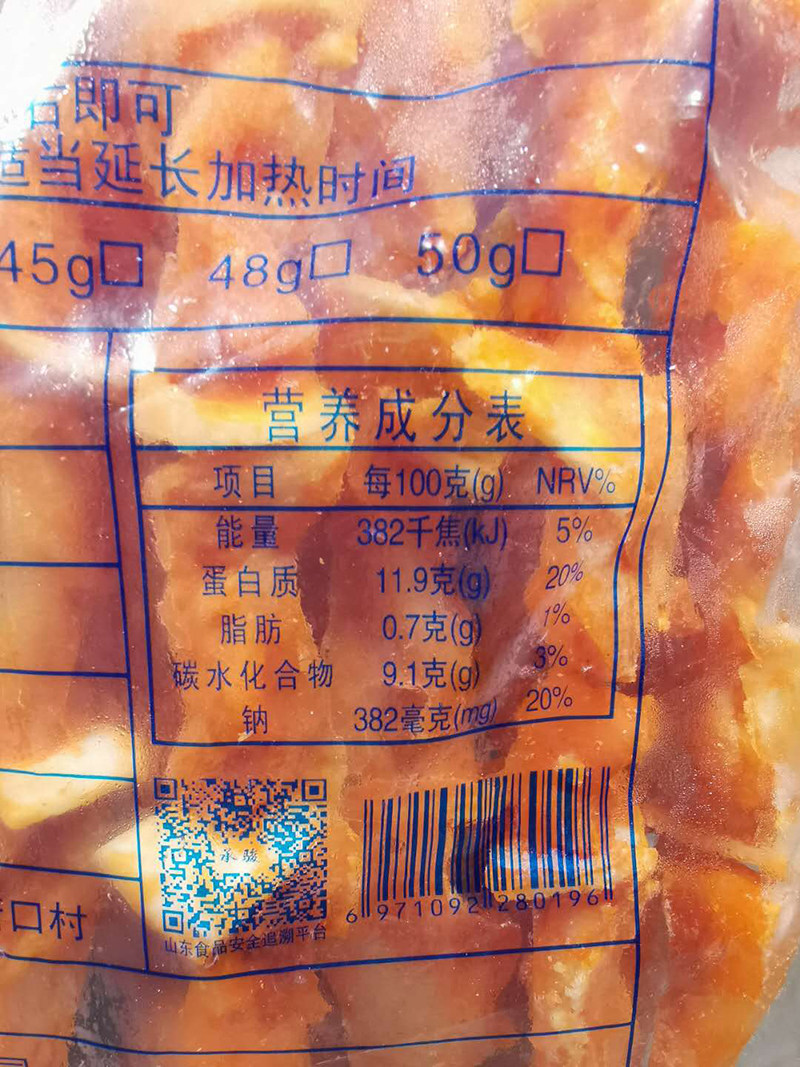 后即可
适当延长加热时间
45g□ 48g□ 50g□
营养成分表
项目 每100克(g) NRV%
能量 382千焦(kJ) 5%
蛋白质 11.9克(g) 20%
脂肪 0.7克(g) 1%
碳水化合物 9.1克(g) 3%
钠 382毫克(mg) 20%
承骏
6 971092 280196
山东食品安全追溯平台
口村